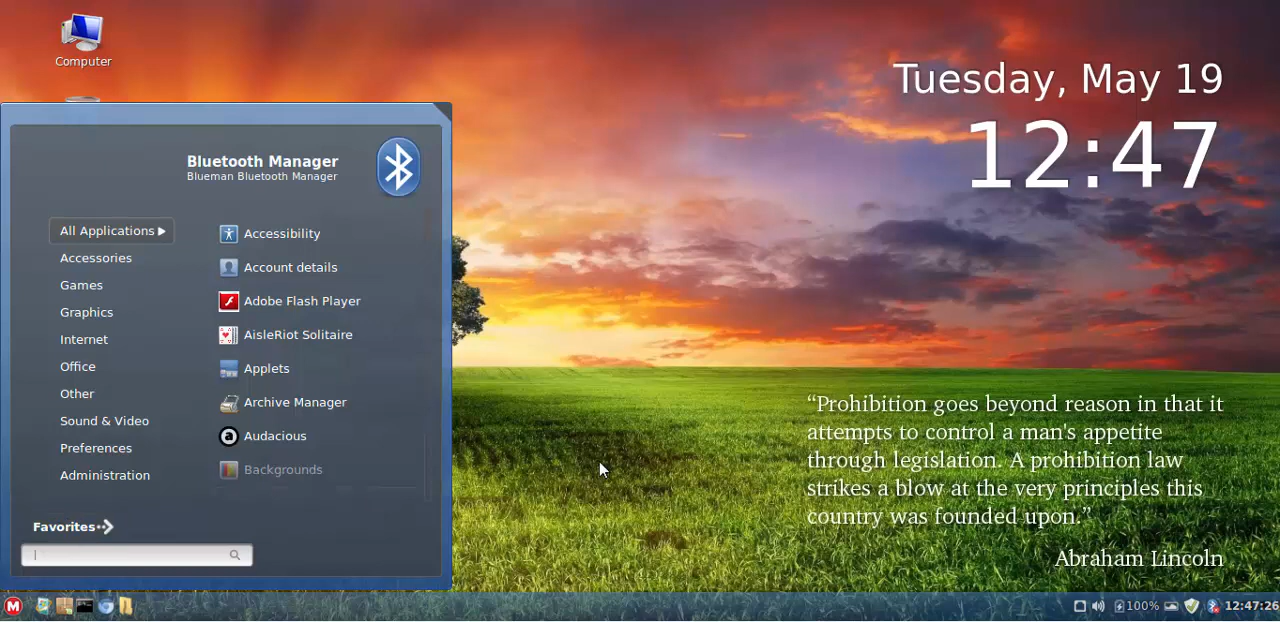 Computer
Tuesday, May 19
12:47
Bluetooth Manager
Blueman Bluetooth Manager
All Applications
Accessories
Games
Graphics
Internet
Office
Other
Sound & Video
Preferences
Administration
Accessibility
Account details
Adobe Flash Player
AisleRiot Solitaire
Applets
Archive Manager
Audacious
Backgrounds
Favorites
“Prohibition goes beyond reason in that it
attempts to control a man's appetite
through legislation. A prohibition law
strikes a blow at the very principles this
country was founded upon.”
Abraham Lincoln
100%
12:47:26